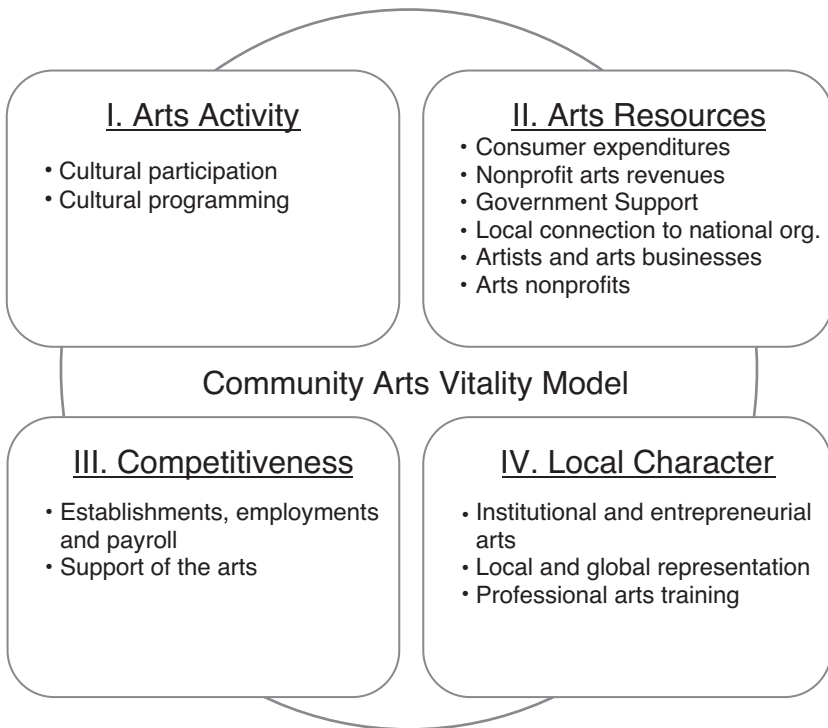 I. Arts Activity
• Cultural participation
• Cultural programming
II. Arts Resources
• Consumer expenditures
• Nonprofit arts revenues
• Government Support
• Local connection to national org.
• Artists and arts businesses
• Arts nonprofits
Community Arts Vitality Model
III. Competitiveness
• Establishments, employments
and payroll
• Support of the arts
IV. Local Character
• Institutional and entrepreneurial
arts
• Local and global representation
• Professional arts training